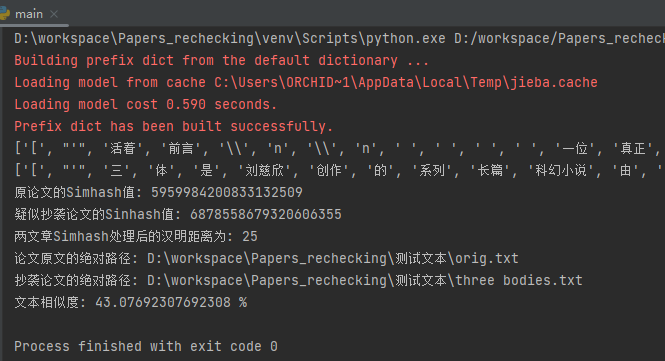 main
D:\workspace\Papers_rechecking\venv\Scripts\python.exe D:/workspace/Papers_rechec
Building prefix dict from the default dictionary ...
Loading model from cache C:\Users\ORCHID~1\AppData\Local\Temp\jieba.cache
Loading model cost 0.590 seconds.
Prefix dict has been built successfully.
['[', "'", '活着', '前言', '\\', 'n', '\\', 'n', ' ', ' ', ' ', ' ', '一位', '真正',
['[', "'", '三', '体', '是', '刘慈欣', '创作', '的', '系列', '长篇', '科幻小说', '由', '
原论文的Simhash值: 5959984200833132509
疑似抄袭论文的Sinhash值: 6878558679320606355
两文章Simhash处理后的汉明距离为: 25
论文原文的绝对路径: D:\workspace\Papers_rechecking\测试文本\orig.txt
抄袭论文的绝对路径: D:\workspace\Papers_rechecking\测试文本\three bodies.txt
文本相似度: 43.07692307692308 %
Process finished with exit code 0